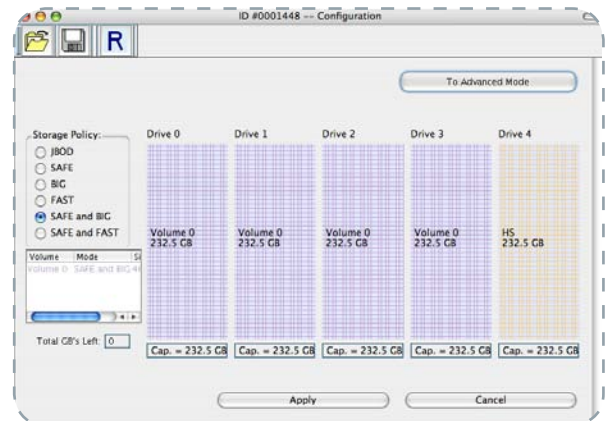 ID #0001448 -- Configuration
R
To Advanced Mode
Storage Policy:
JBOD
SAFE
BIG
FAST
SAFE and BIG
SAFE and FAST
Volume Mode
Volume 0 SAFE and BIG
Total GB's Left: 0
Drive 0
Volume 0
232.5 GB
Cap. = 232.5 GB
Drive 1
Volume 0
232.5 GB
Cap. = 232.5 GB
Drive 2
Volume 0
232.5 GB
Cap. = 232.5 GB
Drive 3
Volume 0
232.5 GB
Cap. = 232.5 GB
Drive 4
HS
232.5 GB
Cap. = 232.5 GB
Apply
Cancel